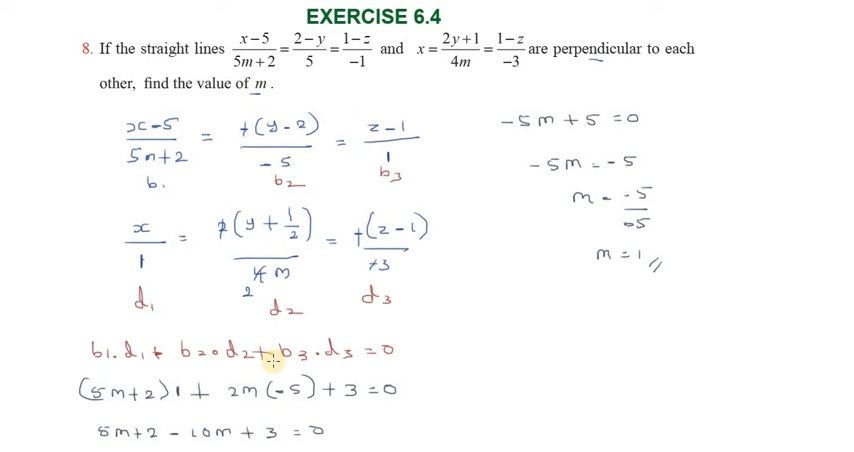 EXERCISE 6.4
8. If the straight lines (x−5)/(5m+2) = (2−y)/5 = (1−z)/−1 and x = (2y+1)/4m = (1−z)/−3 are perpendicular to each
other, find the value of m .
(x−5)/(5m+2) = +(y−2)/−5 = (z−1)/1
b1 b2 b3
x/1 = 2(y+1/2)/4m = +(z−1)/+3
2
d1 d2 d3
b1.d1 + b2.d2 + b3.d3 = 0
(5m+2)1 + 2m(−5) + 3 = 0
5m+2 − 10m + 3 = 0
−5m + 5 = 0
−5m = −5
m = −5/−5
m = 1 //